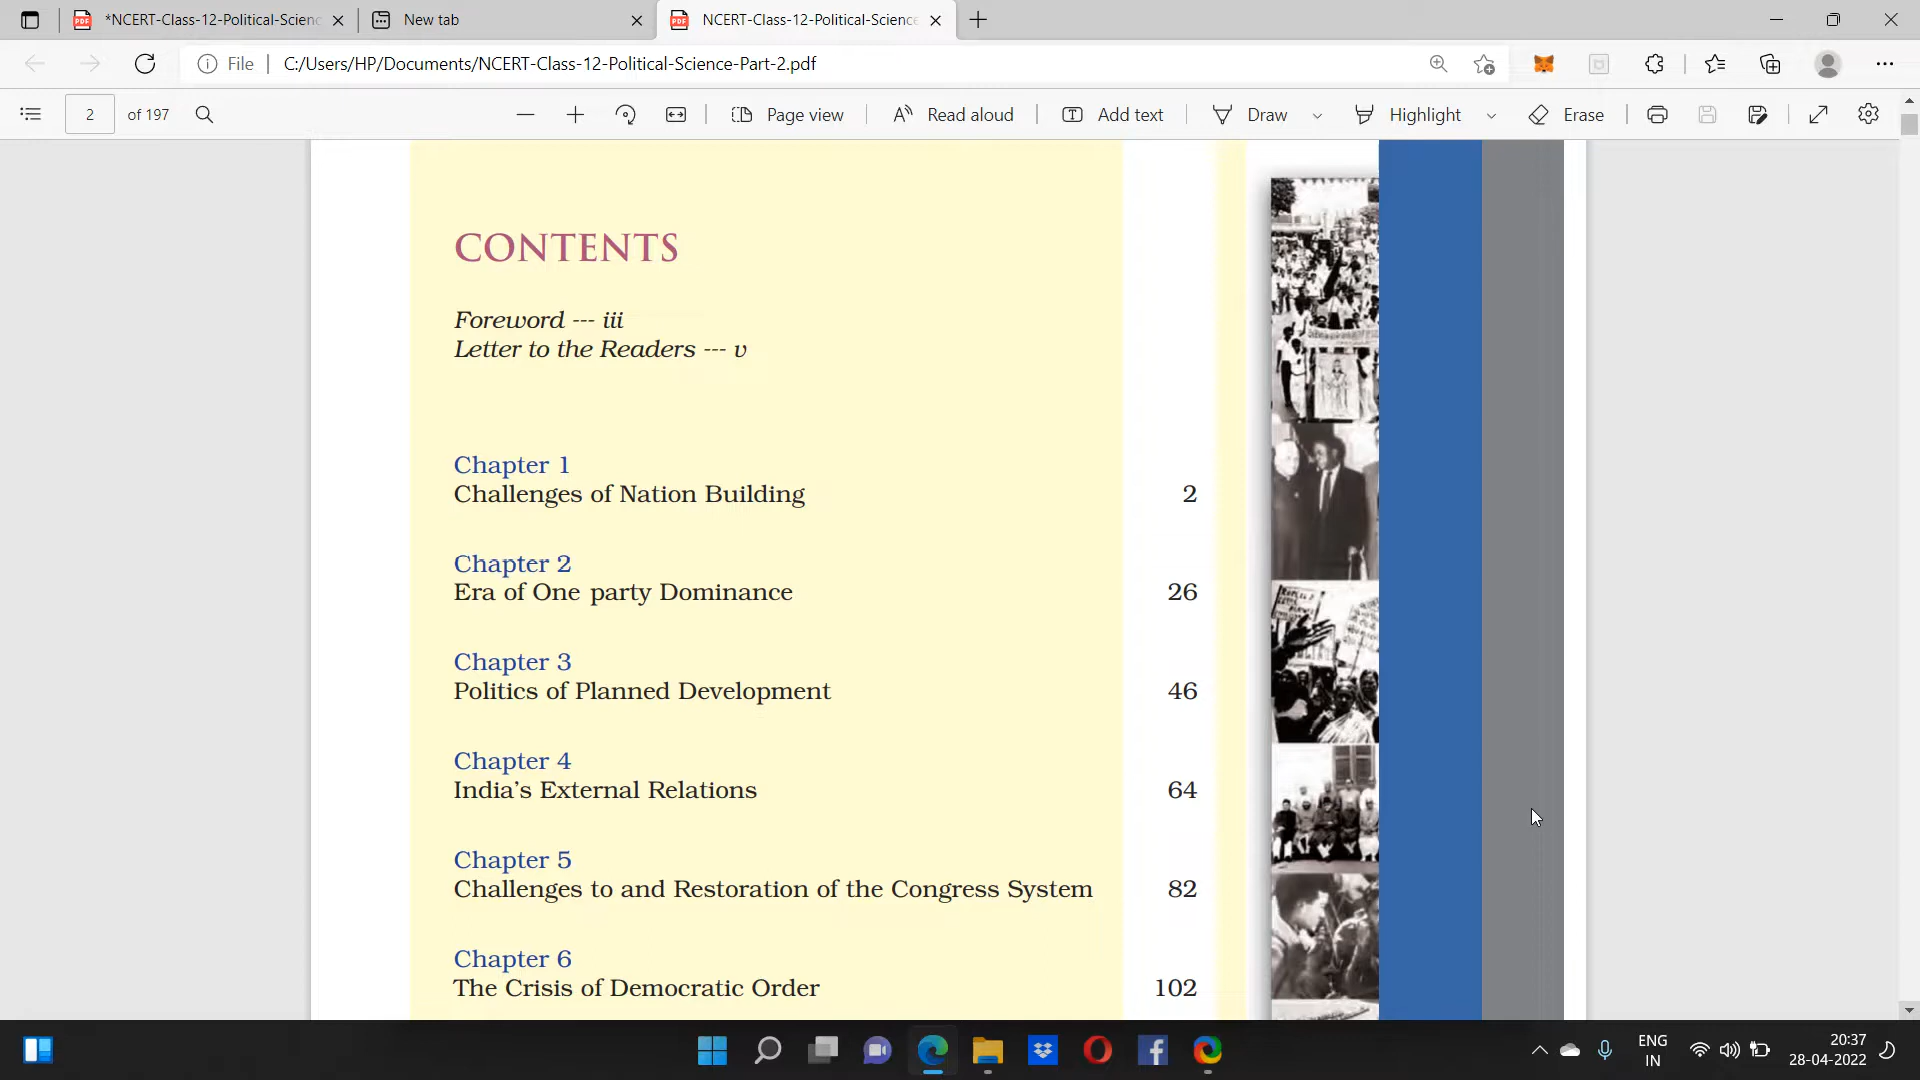 *NCERT-Class-12-Political-Scienc
New tab
NCERT-Class-12-Political-Science
File
C:/Users/HP/Documents/NCERT-Class-12-Political-Science-Part-2.pdf
2 of 197
Page view
Read aloud
Add text
Draw
Highlight
Erase
CONTENTS
Foreword --- iii
Letter to the Readers --- v
Chapter 1
Challenges of Nation Building 2
Chapter 2
Era of One party Dominance 26
Chapter 3
Politics of Planned Development 46
Chapter 4
India's External Relations 64
Chapter 5
Challenges to and Restoration of the Congress System 82
Chapter 6
The Crisis of Democratic Order 102
ENG
IN
20:37
28-04-2022